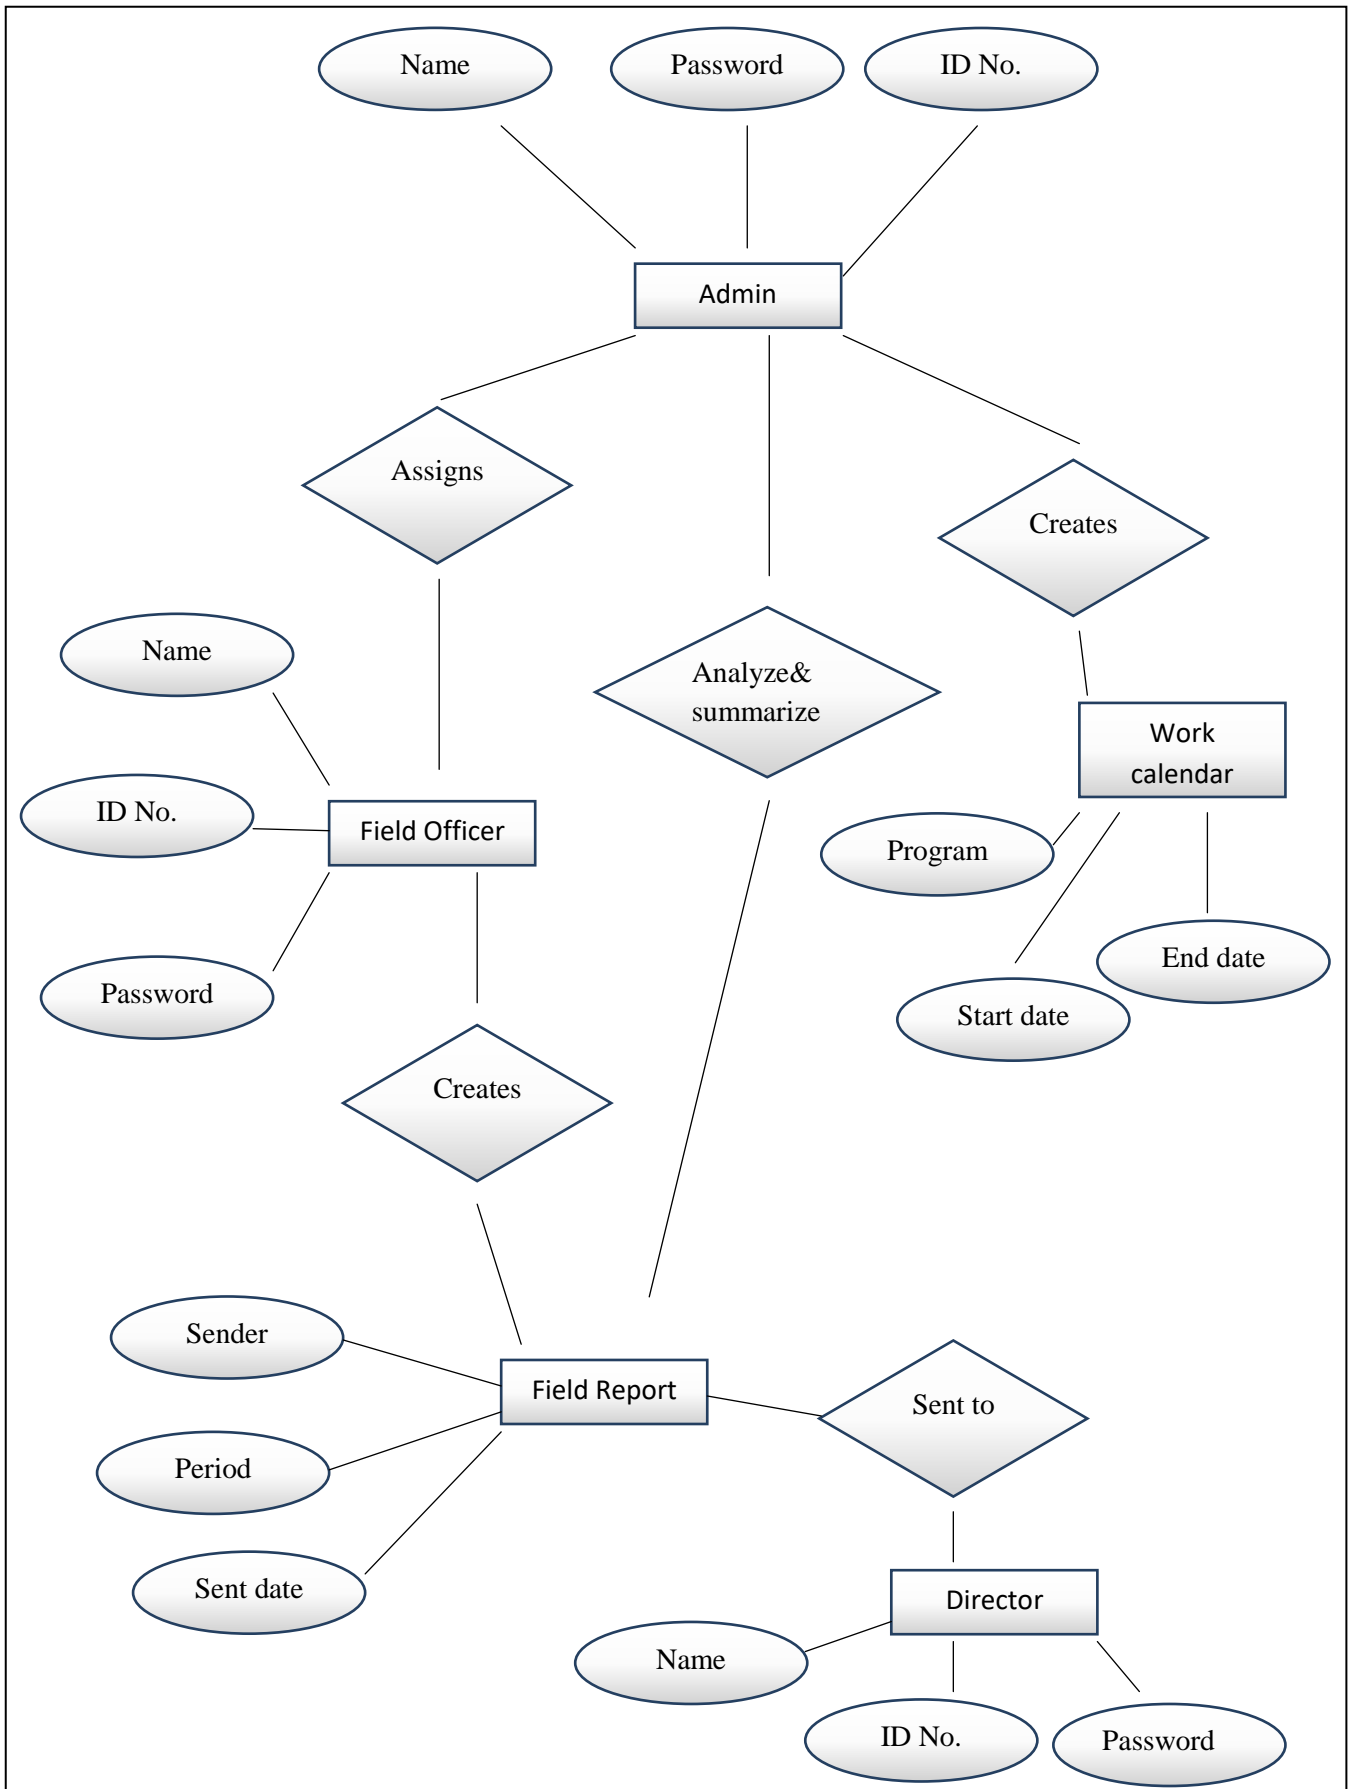 Name
Password
ID No.
Admin
Assigns
Creates
Name
Analyze&
summarize
Work
calendar
ID No.
Field Officer
Program
End date
Password
Start date
Creates
Sender
Field Report
Sent to
Period
Sent date
Director
Name
ID No.
Password